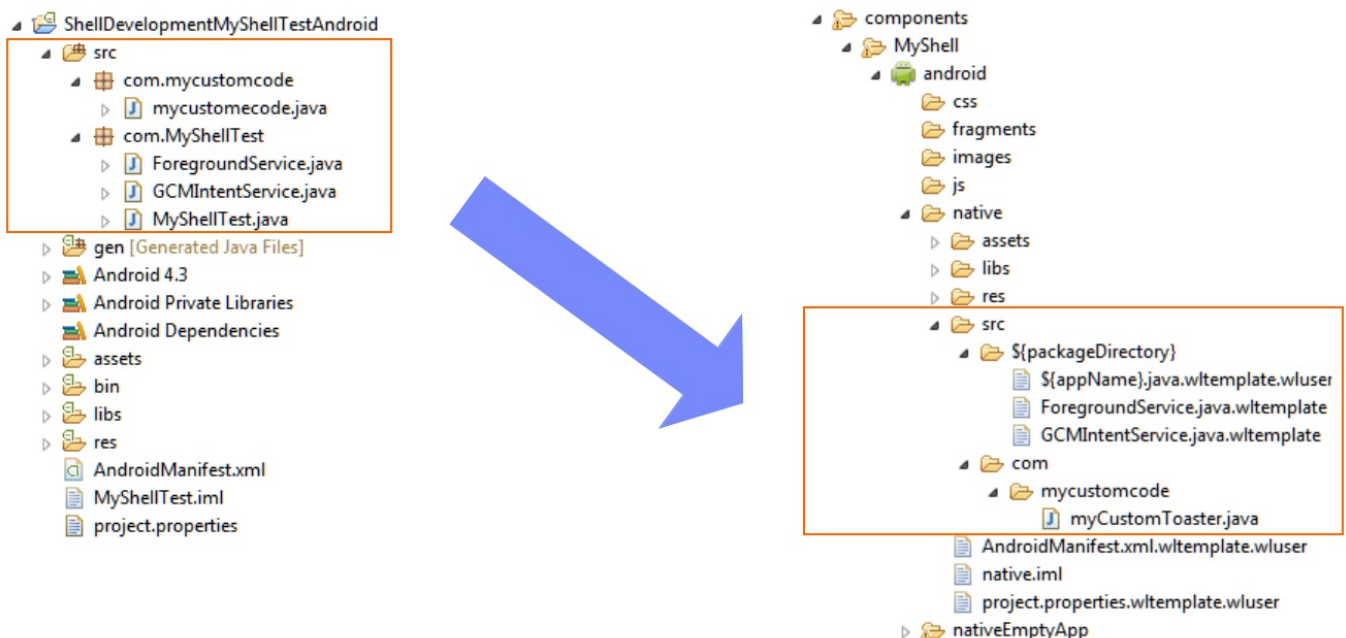 ShellDevelopmentMyShellTestAndroid
src
com.mycustomcode
mycustomecode.java
com.MyShellTest
ForegroundService.java
GCMIntentService.java
MyShellTest.java
gen [Generated Java Files]
Android 4.3
Android Private Libraries
Android Dependencies
assets
bin
libs
res
AndroidManifest.xml
MyShellTest.iml
project.properties
components
MyShell
android
css
fragments
images
js
native
assets
libs
res
src
${packageDirectory}
${appName}.java.wltemplate.wluser
ForegroundService.java.wltemplate
GCMIntentService.java.wltemplate
com
mycustomcode
myCustomToaster.java
AndroidManifest.xml.wltemplate.wluser
native.iml
project.properties.wltemplate.wluser
nativeEmptyApp